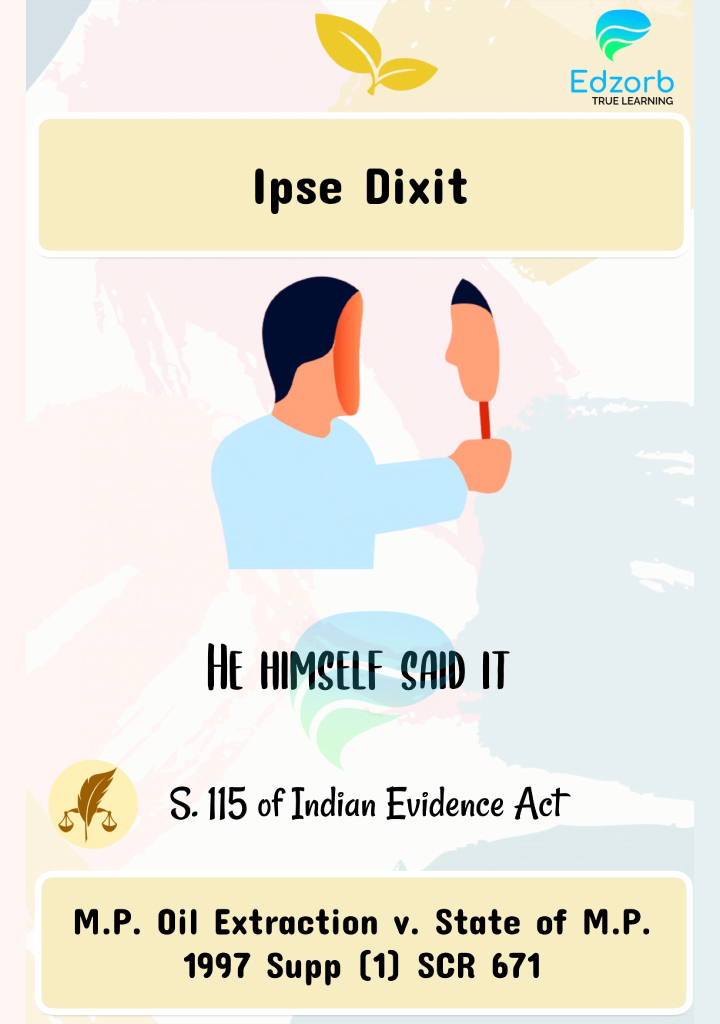 Edzorb
TRUE LEARNING
Ipse Dixit
HE HIMSELF SAID IT
S. 115 of Indian Evidence Act
M.P. Oil Extraction v. State of M.P.
1997 Supp (1) SCR 671